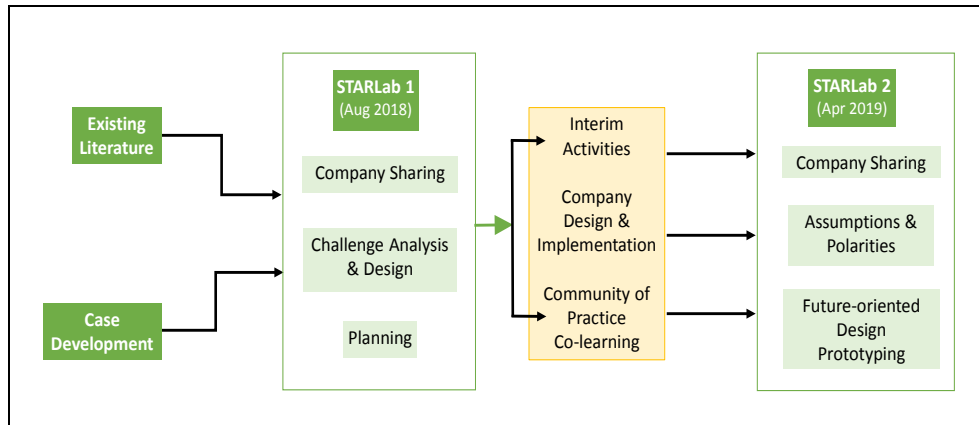 Existing
Literature
Case
Development
STARLab 1
(Aug 2018)
Company Sharing
Challenge Analysis
& Design
Planning
Interim
Activities
Company
Design &
Implementation
Community of
Practice
Co-learning
STARLab 2
(Apr 2019)
Company Sharing
Assumptions &
Polarities
Future-oriented
Design
Prototyping